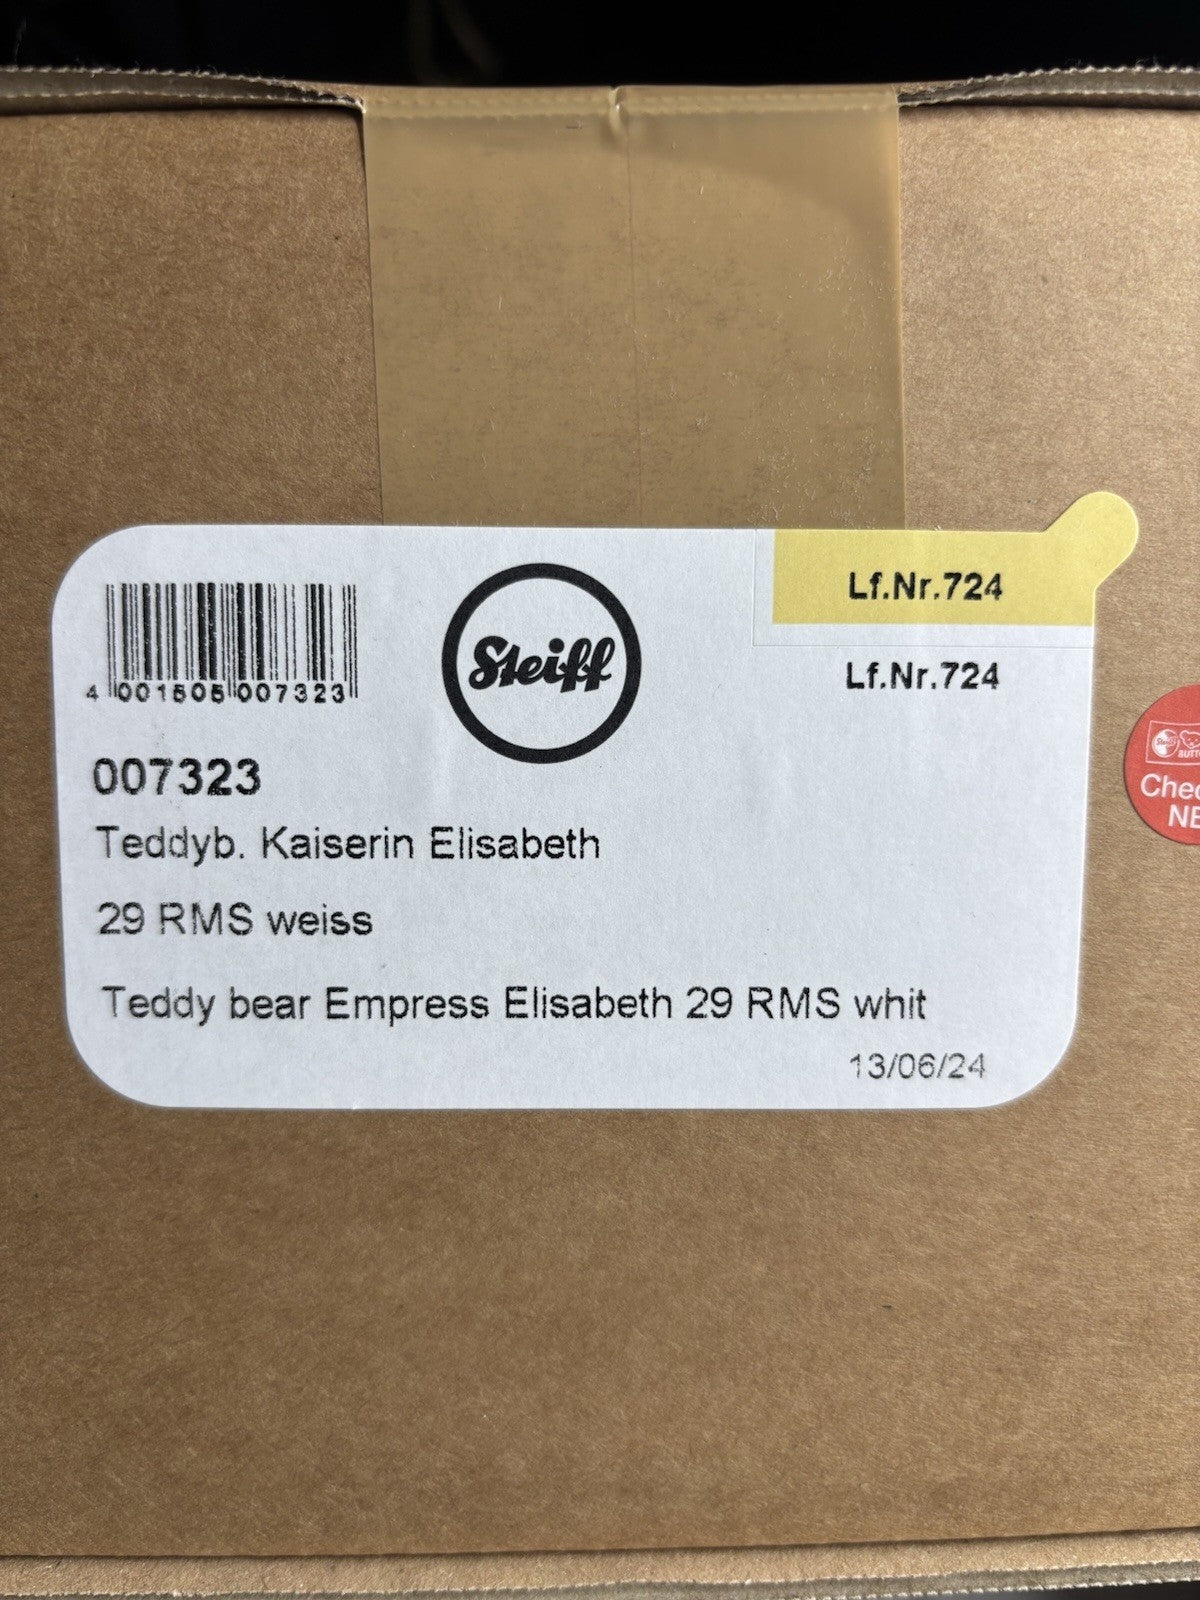 Lf.Nr.724
Steiff
Lf.Nr.724
4 001505 007323
007323
Teddyb. Kaiserin Elisabeth
29 RMS weiss
Teddy bear Empress Elisabeth 29 RMS whit
13/06/24
Steiff